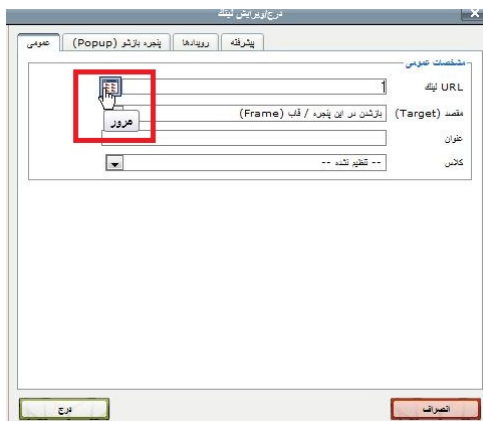 درج/ویرایش لینک
عمومی پنجره بازشو (Popup) رویدادها پیشرفته
مشخصات عمومی
URL لینک 1
مقصد (Target) بازشدن در این پنجره / قاب (Frame)
مرور
عنوان
کلاس -- تنظیم نشده --
درج انصراف